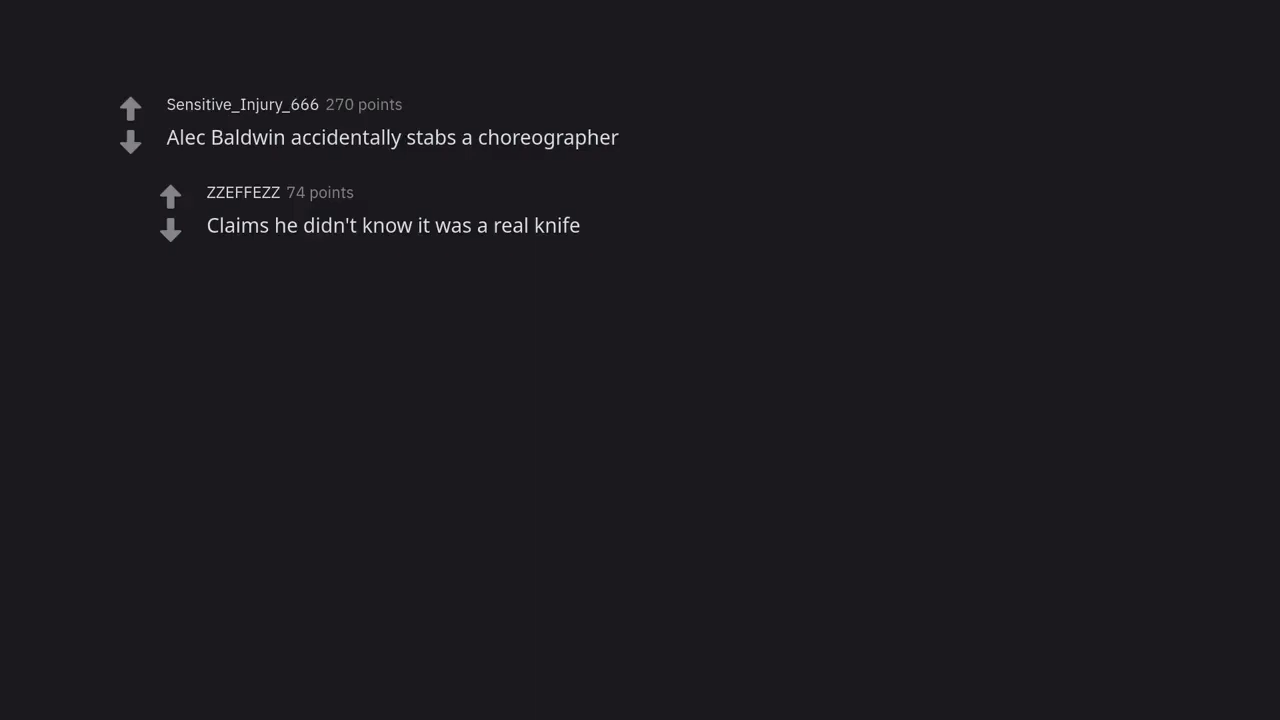 Sensitive_Injury_666 270 points
Alec Baldwin accidentally stabs a choreographer
ZZEFFEZZ 74 points
Claims he didn't know it was a real knife